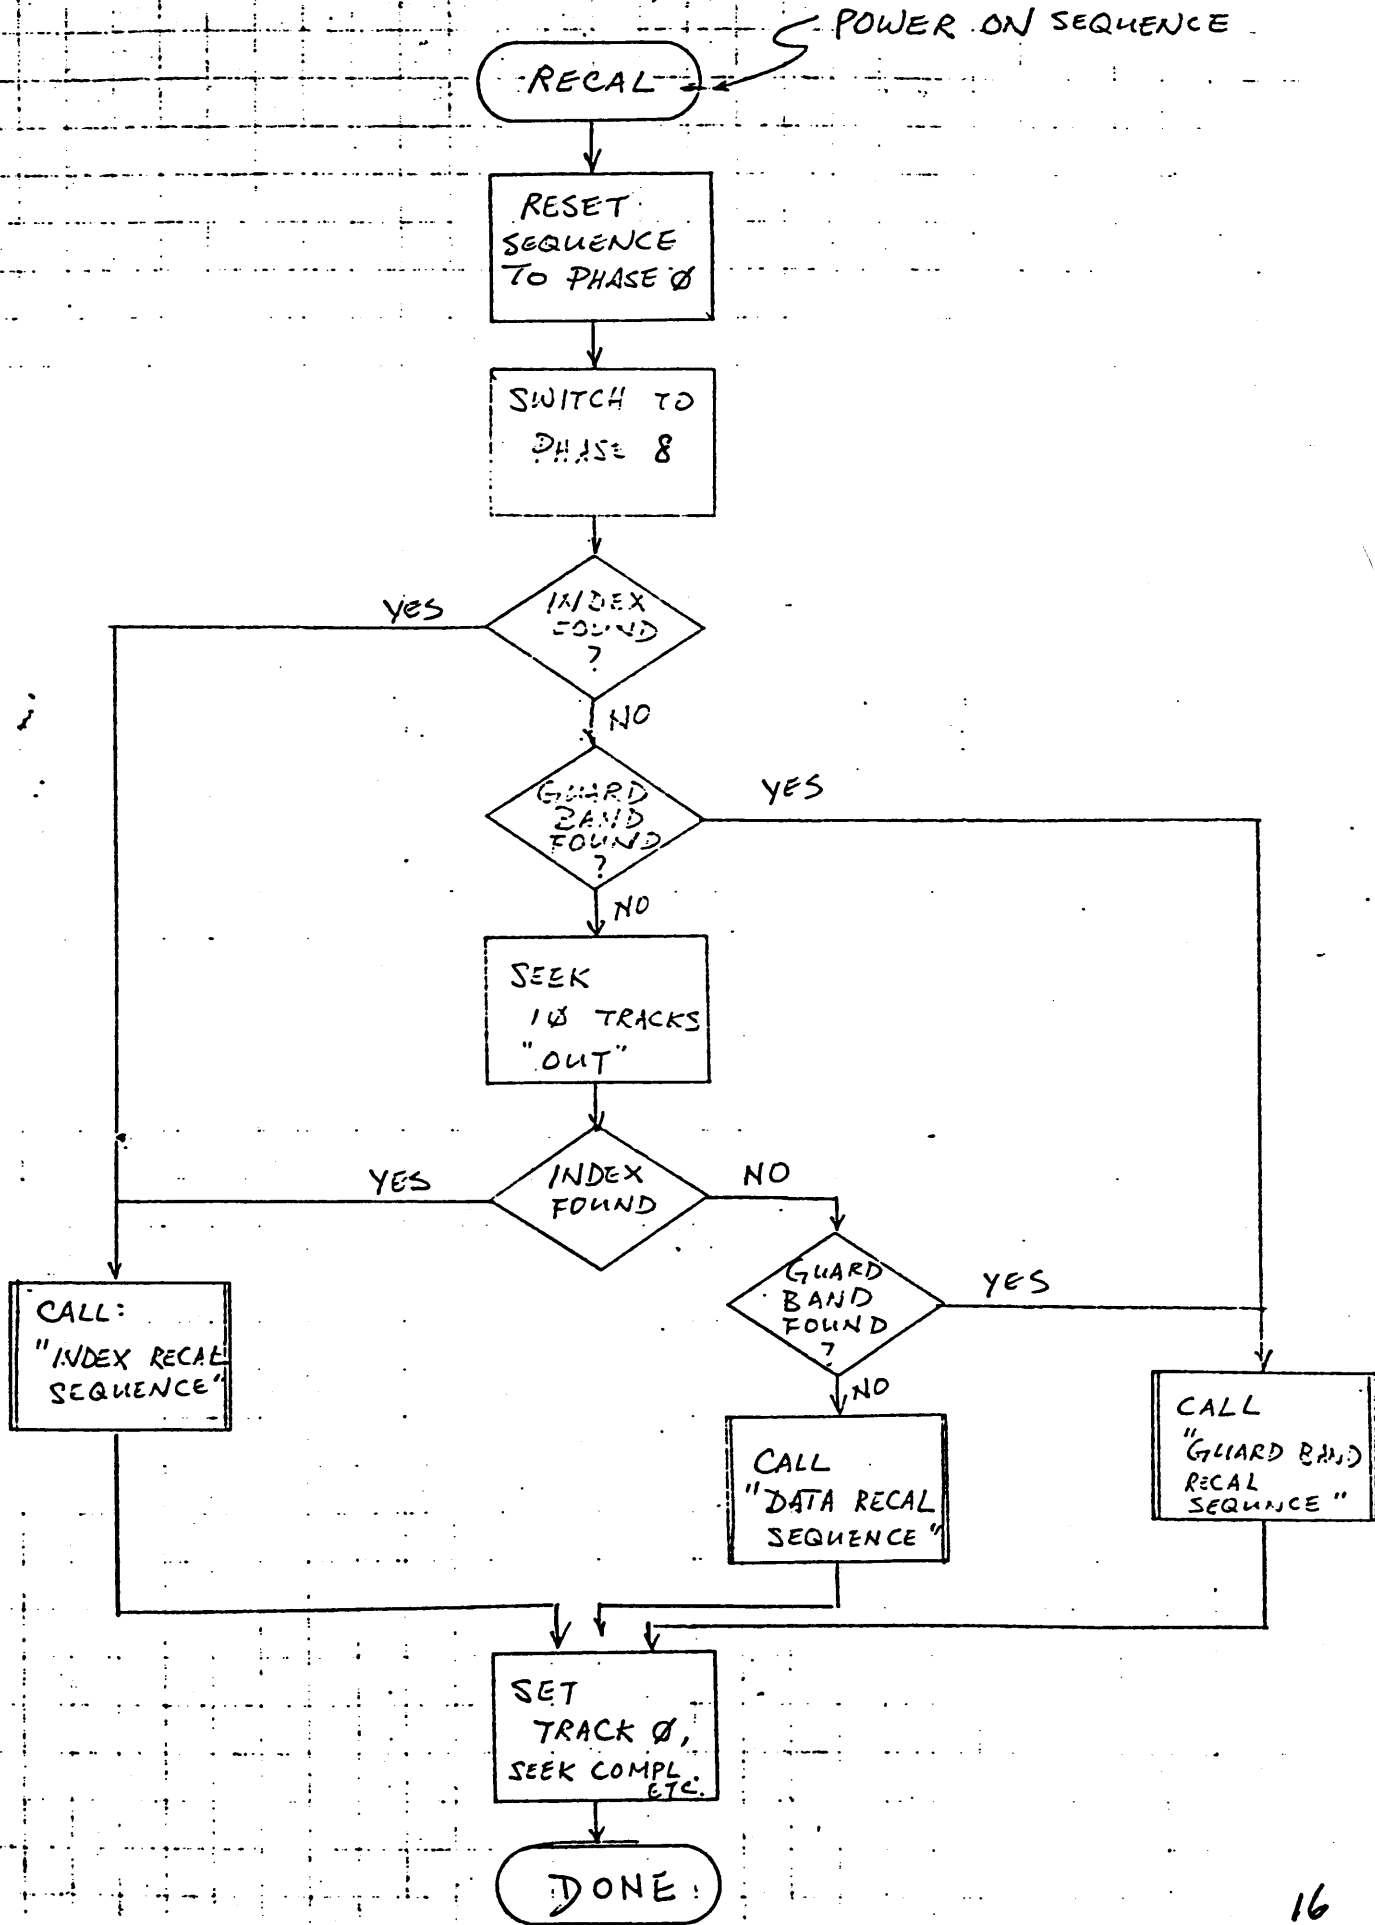 POWER ON SEQUENCE
RECAL
RESET
SEQUENCE
TO PHASE Ø
SWITCH TO
PHASE 8
YES
INDEX
FOUND
?
NO
GUARD
BAND
FOUND
?
YES
NO
SEEK
1Ø TRACKS
"OUT"
YES
INDEX
FOUND
NO
GUARD
BAND
FOUND
?
YES
NO
CALL:
"INDEX RECAL
SEQUENCE"
CALL
"DATA RECAL
SEQUENCE"
CALL
"GUARD BAND
RECAL
SEQUNCE"
SET
TRACK Ø,
SEEK COMPL.
ETC.
DONE
16